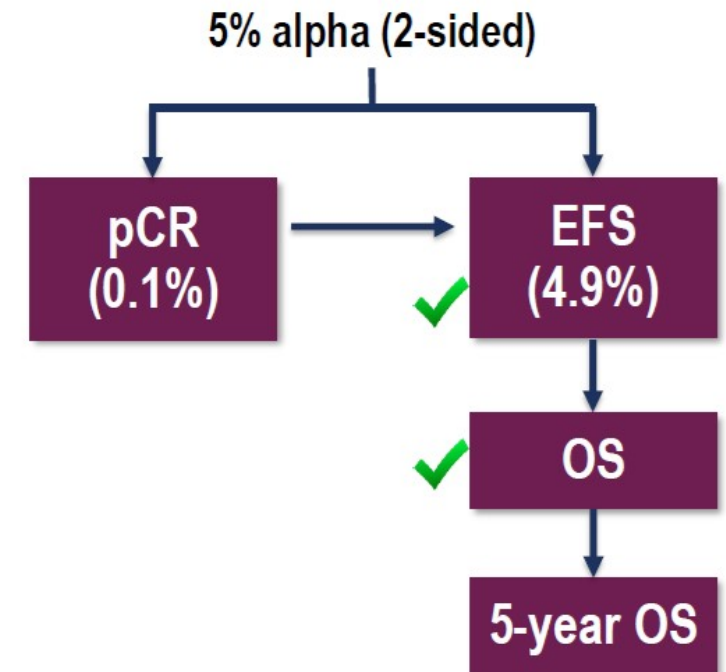 5% alpha (2-sided)
pCR
(0.1%)
EFS
(4.9%)
OS
5-year OS